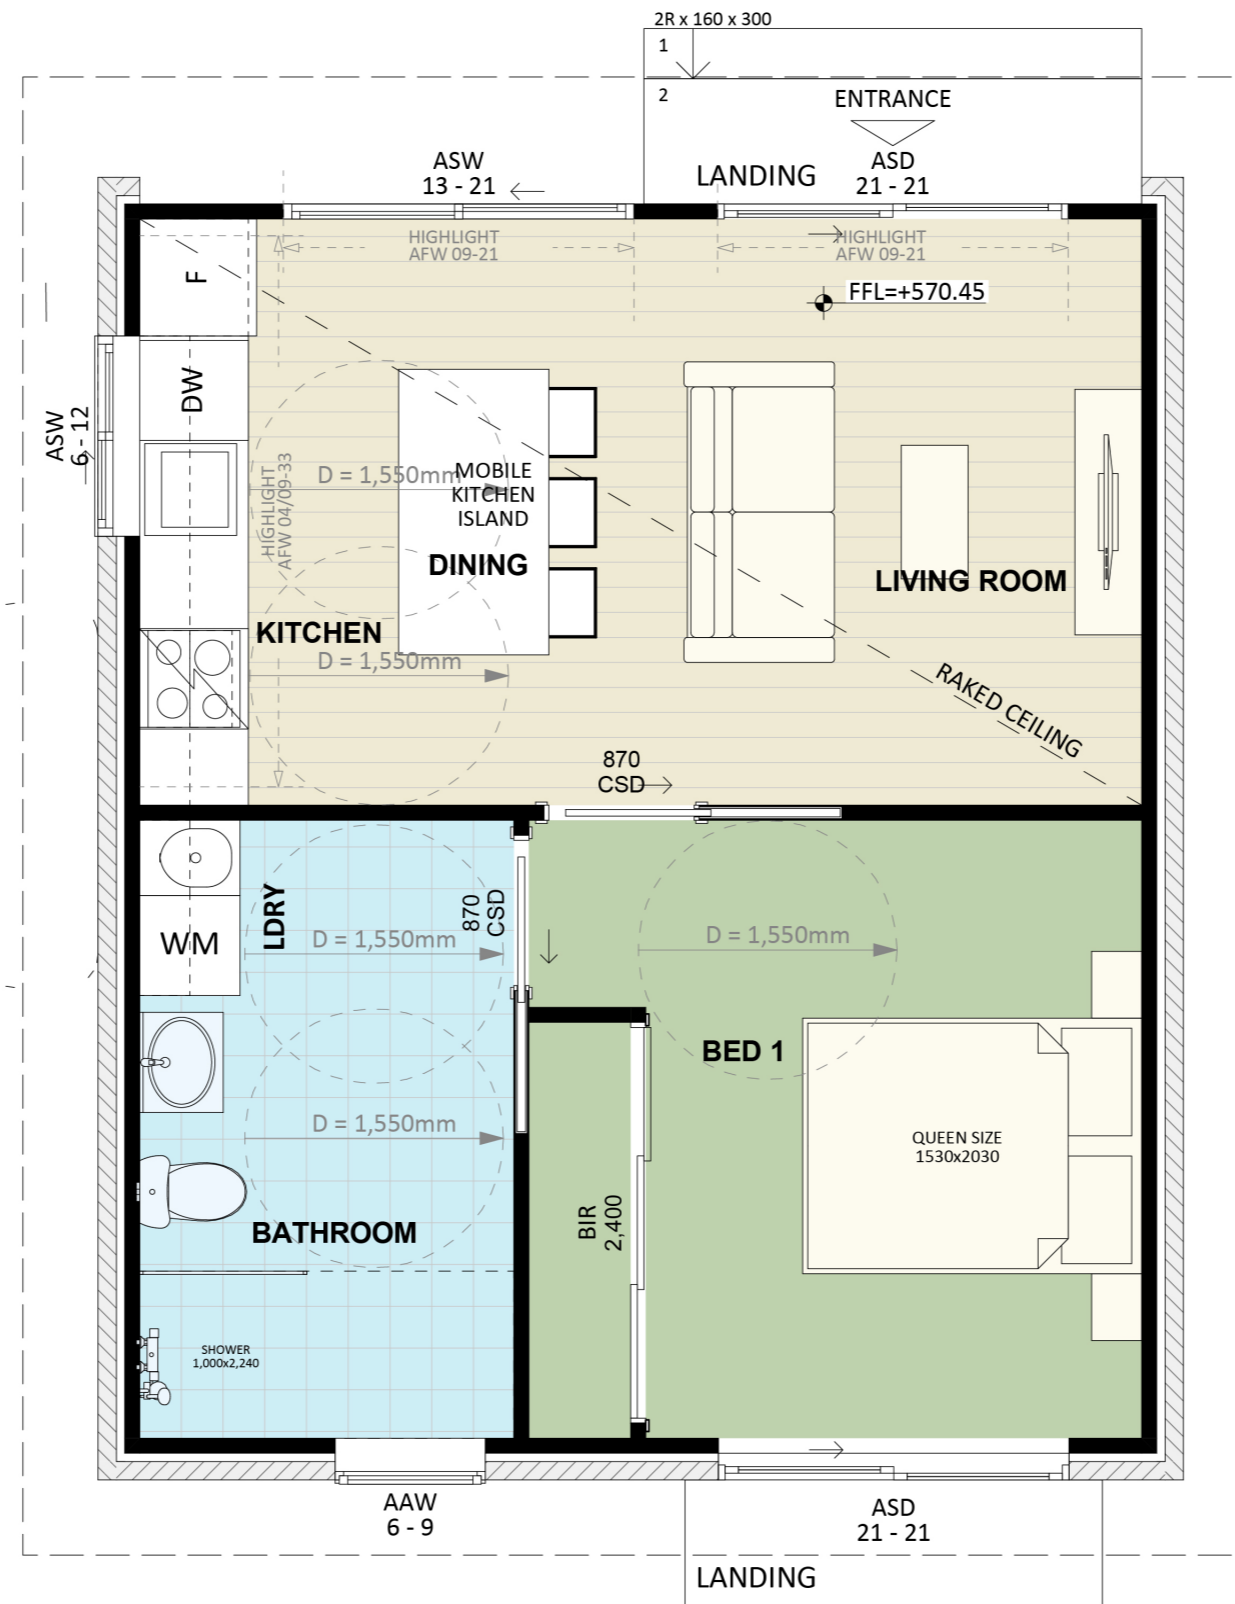 2R x 160 x 300
1
2
ENTRANCE
ASW
13 - 21
LANDING
ASD
21 - 21
HIGHLIGHT
AFW 09-21
HIGHLIGHT
AFW 09-21
F
FFL=+570.45
DW
ASW
6 - 12
HIGHLIGHT
AFW 04/09-33
D = 1,550mm
MOBILE
KITCHEN
ISLAND
DINING
LIVING ROOM
KITCHEN
D = 1,550mm
RAKED CEILING
870
CSD
LDRY
870
CSD
WM
D = 1,550mm
D = 1,550mm
BED 1
D = 1,550mm
QUEEN SIZE
1530x2030
BIR
2,400
BATHROOM
SHOWER
1,000x2,240
AAW
6 - 9
ASD
21 - 21
LANDING